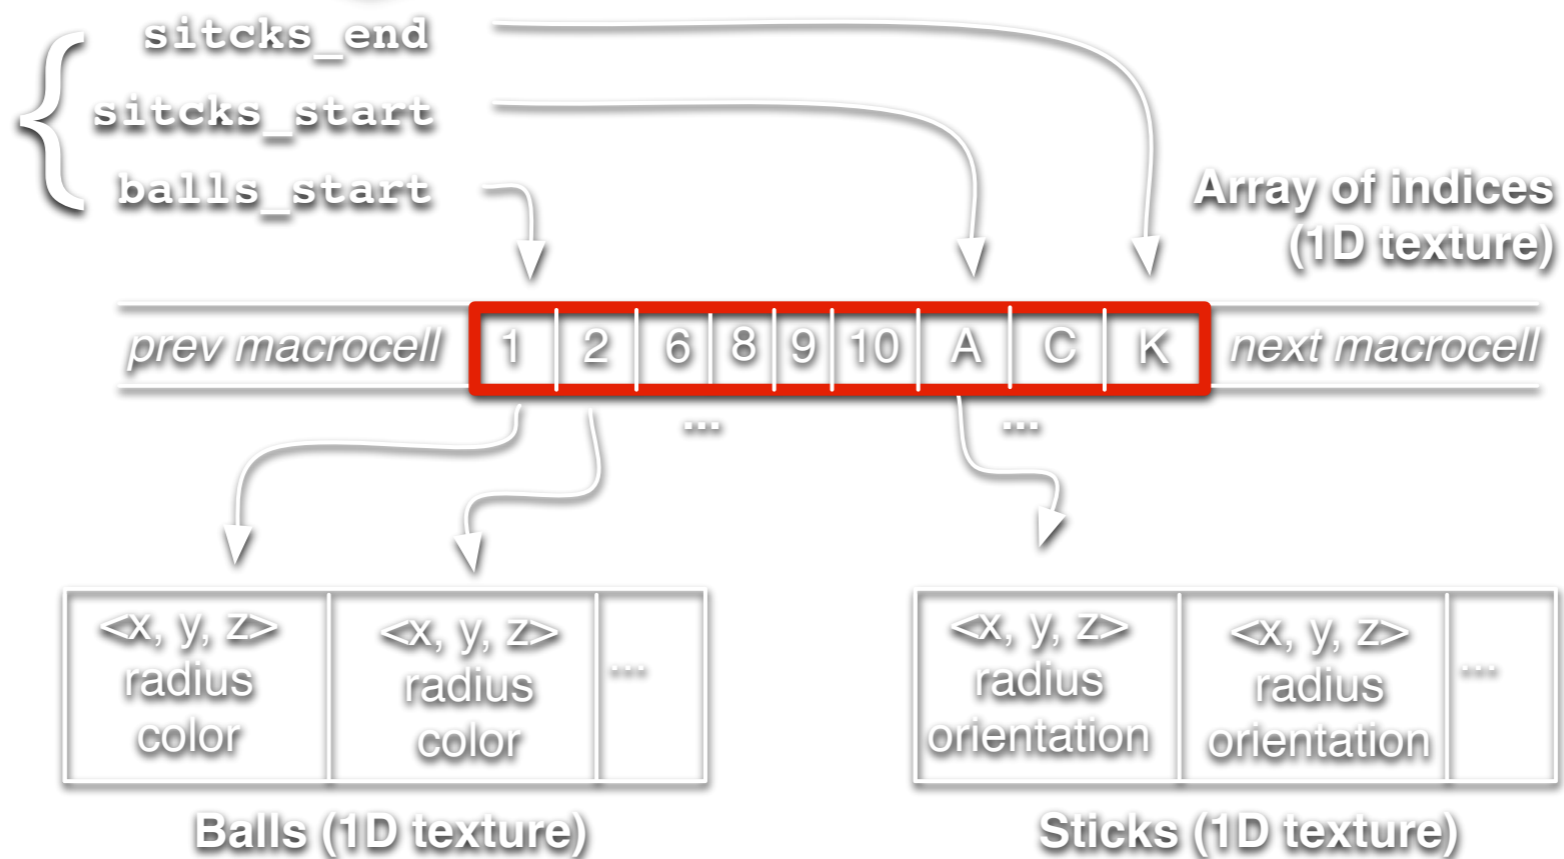 sitcks_end
sitcks_start
balls_start
Array of indices
(1D texture)
prev macrocell 1 2 6 8 9 10 A C K next macrocell
... ...
<x, y, z> <x, y, z> ... <x, y, z> <x, y, z> ...
radius radius radius radius
color color orientation orientation
Balls (1D texture) Sticks (1D texture)